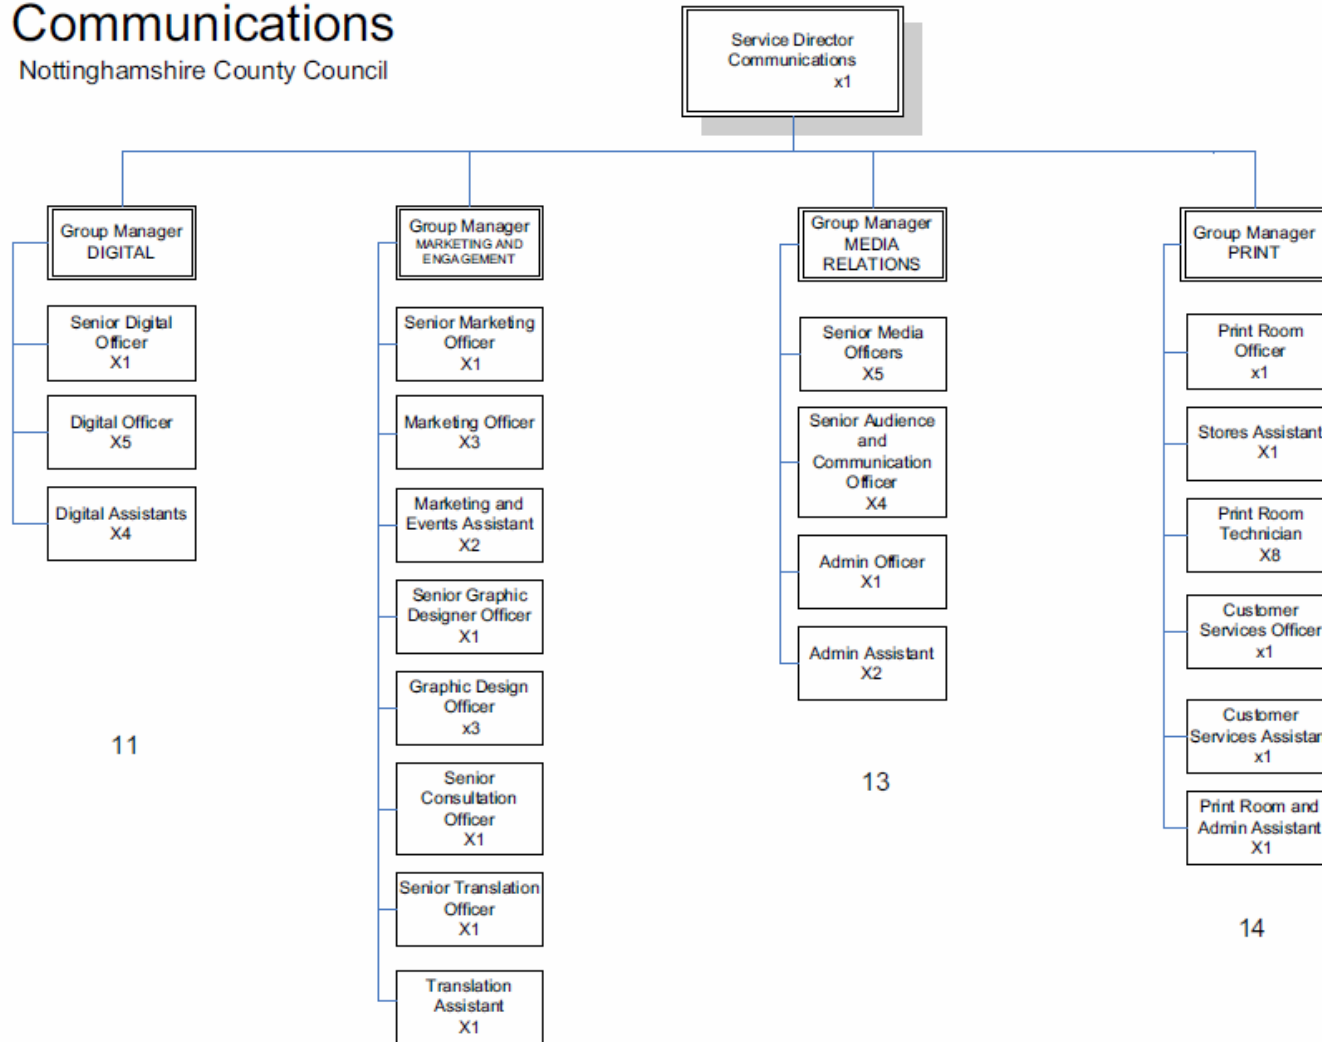 Communications
Nottinghamshire County Council
Service Director
Communications
x1
Group Manager
DIGITAL
Senior Digital
Officer
X1
Digital Officer
X5
Digital Assistants
X4
11
Group Manager
MARKETING AND
ENGAGEMENT
Senior Marketing
Officer
X1
Marketing Officer
X3
Marketing and
Events Assistant
X2
Senior Graphic
Designer Officer
X1
Graphic Design
Officer
x3
Senior
Consultation
Officer
X1
Senior Translation
Officer
X1
Translation
Assistant
X1
Group Manager
MEDIA
RELATIONS
Senior Media
Officers
X5
Senior Audience
and
Communication
Officer
X4
Admin Officer
X1
Admin Assistant
X2
13
Group Manager
PRINT
Print Room
Officer
x1
Stores Assistant
X1
Print Room
Technician
X8
Customer
Services Officer
x1
Customer
Services Assistan
x1
Print Room and
Admin Assistant
X1
14